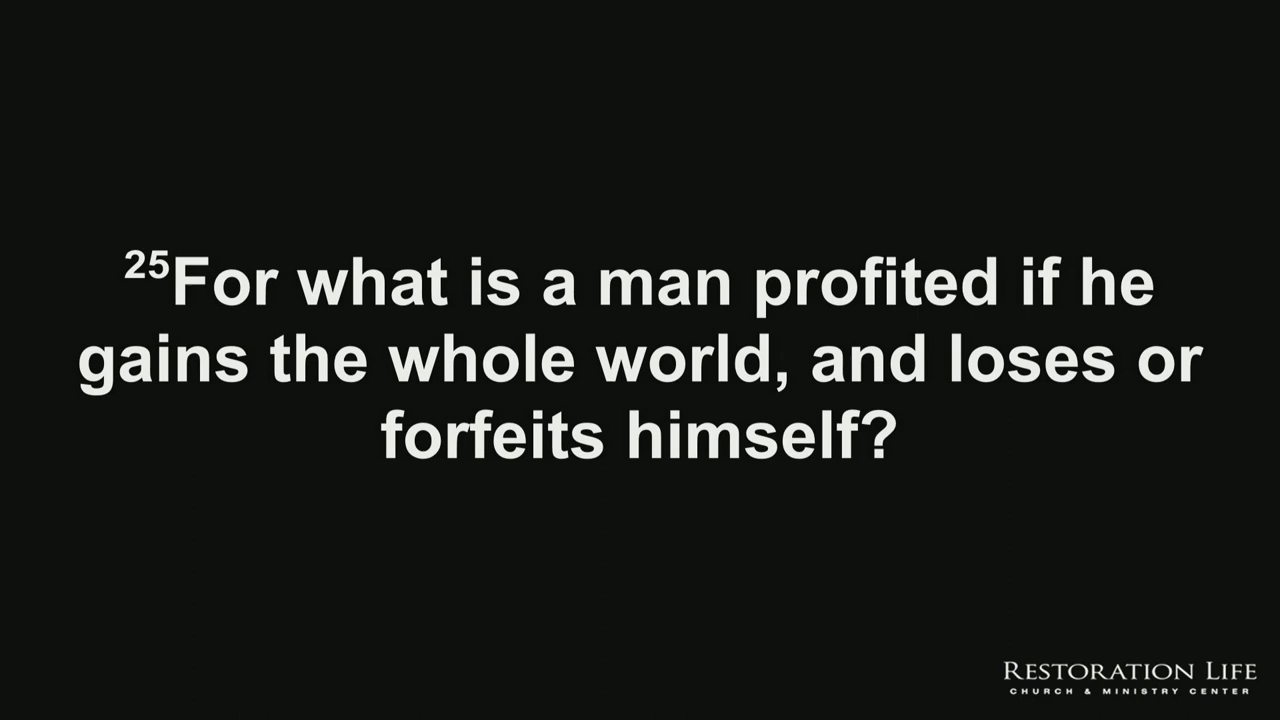 25For what is a man profited if he
gains the whole world, and loses or
forfeits himself?
RESTORATION LIFE
CHURCH & MINISTRY CENTER